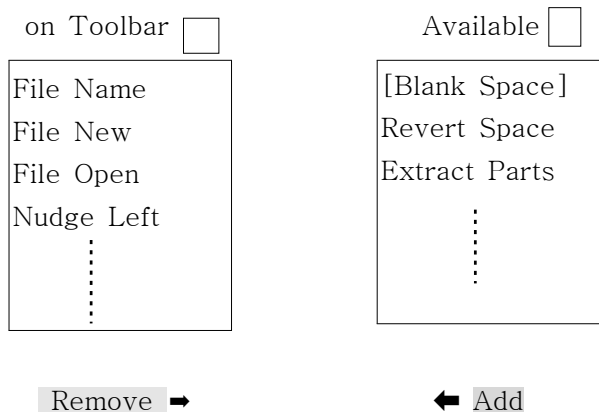 on Toolbar
Available
File Name
File New
File Open
Nudge Left
[Blank Space]
Revert Space
Extract Parts
Remove ➡
⬅ Add